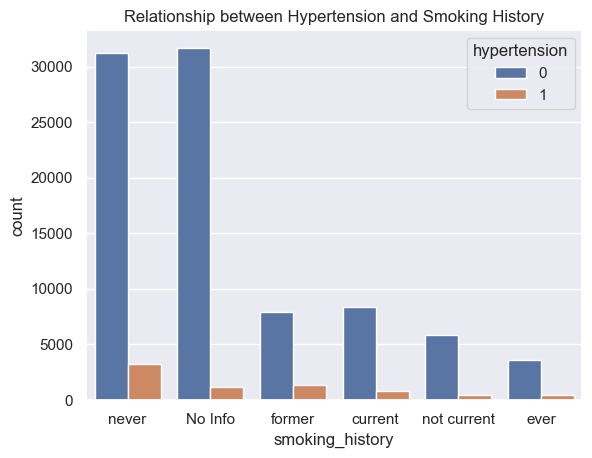 Relationship between Hypertension and Smoking History
hypertension
0
1
count
30000
25000
20000
15000
10000
5000
0
never No Info former current not current ever
smoking_history